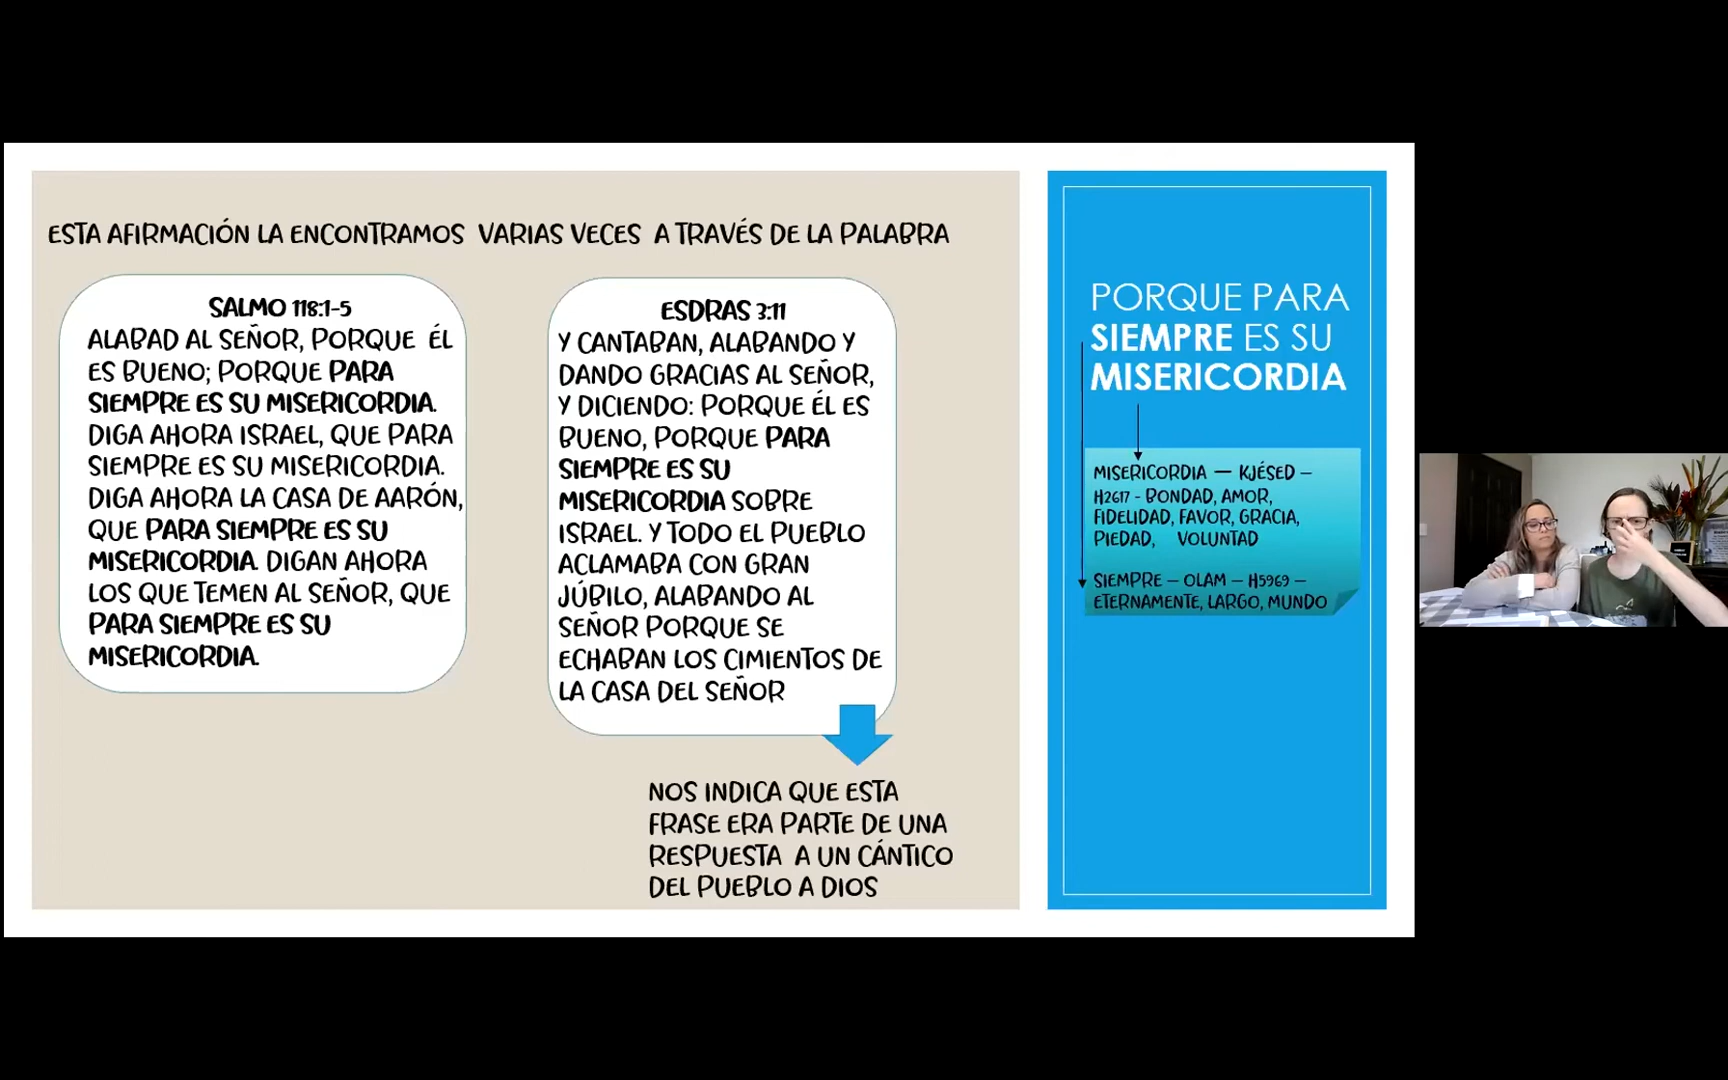 ESTA AFIRMACIÓN LA ENCONTRAMOS VARIAS VECES A TRAVÉS DE LA PALABRA
SALMO 118:1-5
ALABAD AL SEÑOR, PORQUE ÉL
ES BUENO; PORQUE PARA
SIEMPRE ES SU MISERICORDIA.
DIGA AHORA ISRAEL, QUE PARA
SIEMPRE ES SU MISERICORDIA.
DIGA AHORA LA CASA DE AARÓN,
QUE PARA SIEMPRE ES SU
MISERICORDIA. DIGAN AHORA
LOS QUE TEMEN AL SEÑOR, QUE
PARA SIEMPRE ES SU
MISERICORDIA.
ESDRAS 3:11
Y CANTABAN, ALABANDO Y
DANDO GRACIAS AL SEÑOR,
Y DICIENDO: PORQUE ÉL ES
BUENO, PORQUE PARA
SIEMPRE ES SU
MISERICORDIA SOBRE
ISRAEL. Y TODO EL PUEBLO
ACLAMABA CON GRAN
JÚBILO, ALABANDO AL
SEÑOR PORQUE SE
ECHABAN LOS CIMIENTOS DE
LA CASA DEL SEÑOR
NOS INDICA QUE ESTA
FRASE ERA PARTE DE UNA
RESPUESTA A UN CÁNTICO
DEL PUEBLO A DIOS
PORQUE PARA
SIEMPRE ES SU
MISERICORDIA
MISERICORDIA — KJÉSED –
H2617 - BONDAD, AMOR,
FIDELIDAD, FAVOR, GRACIA,
PIEDAD, VOLUNTAD
SIEMPRE – OLAM – H5969 –
ETERNAMENTE, LARGO, MUNDO